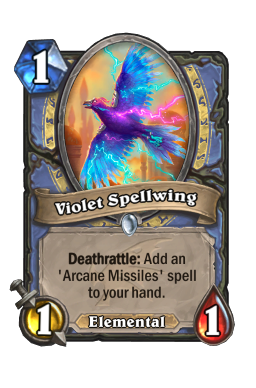 1
Violet Spellwing
Deathrattle: Add an
'Arcane Missiles' spell
to your hand.
1
Elemental
1